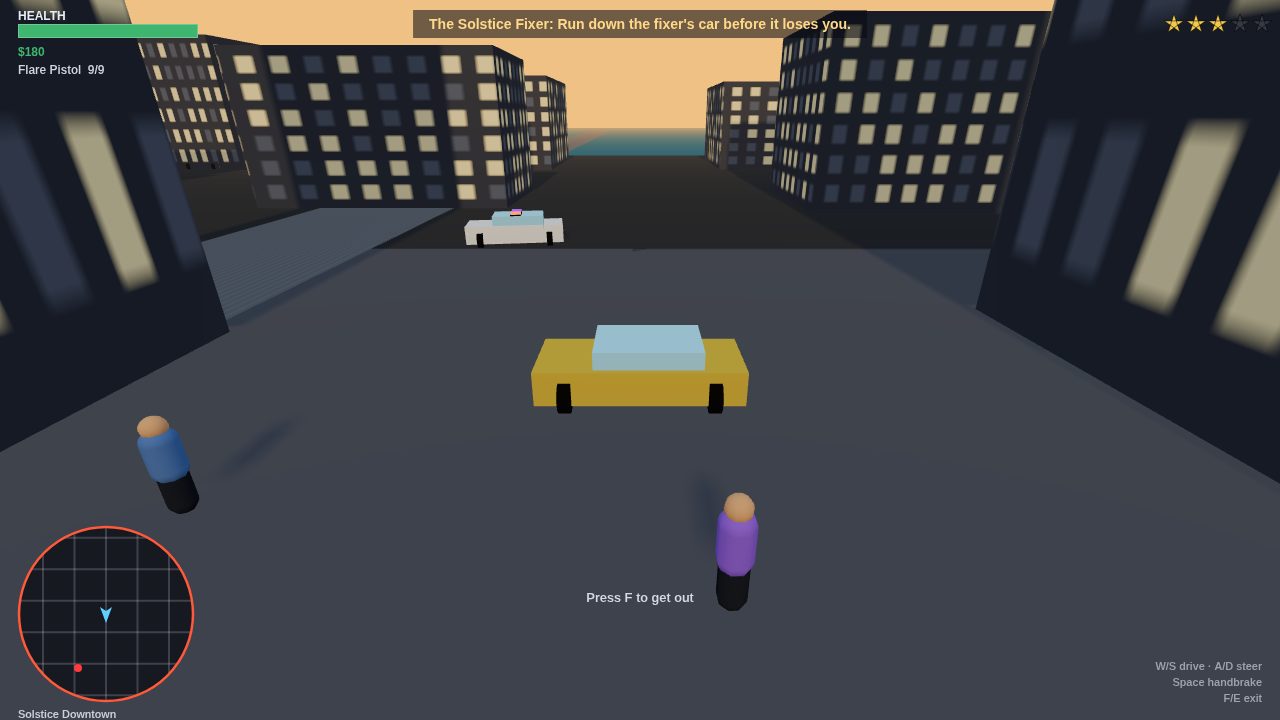 HEALTH
The Solstice Fixer: Run down the fixer's car before it loses you.
$180
Flare Pistol 9/9
Press F to get out
W/S drive · A/D steer
Space handbrake
F/E exit
Solstice Downtown